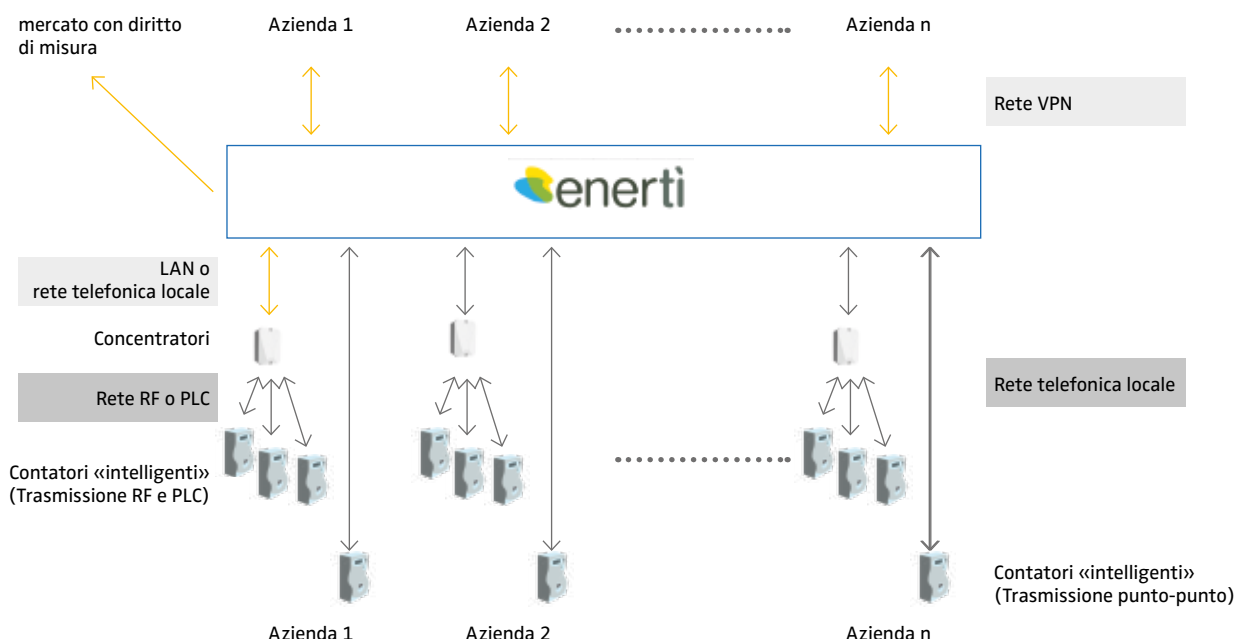 mercato con diritto
di misura
Azienda 1
Azienda 2
Azienda n
Rete VPN
enertì
LAN o
rete telefonica locale
Concentratori
Rete RF o PLC
Rete telefonica locale
Contatori «intelligenti»
(Trasmissione RF e PLC)
Contatori «intelligenti»
(Trasmissione punto-punto)
Azienda 1
Azienda 2
Azienda n